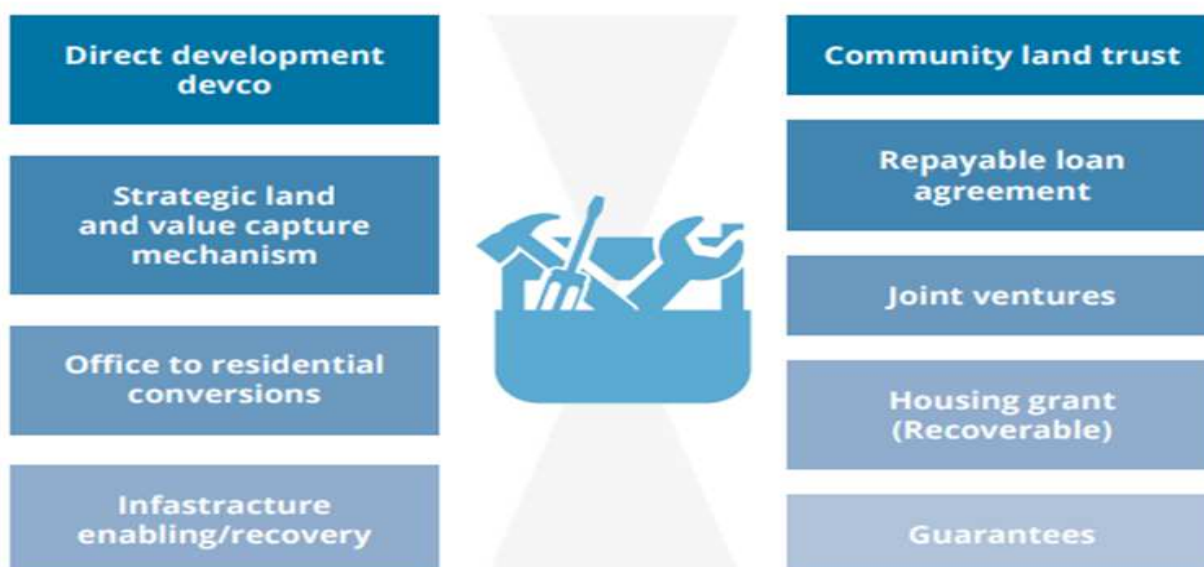 Direct development
devco
Strategic land
and value capture
mechanism
Office to residential
conversions
Infastracture
enabling/recovery
Community land trust
Repayable loan
agreement
Joint ventures
Housing grant
(Recoverable)
Guarantees